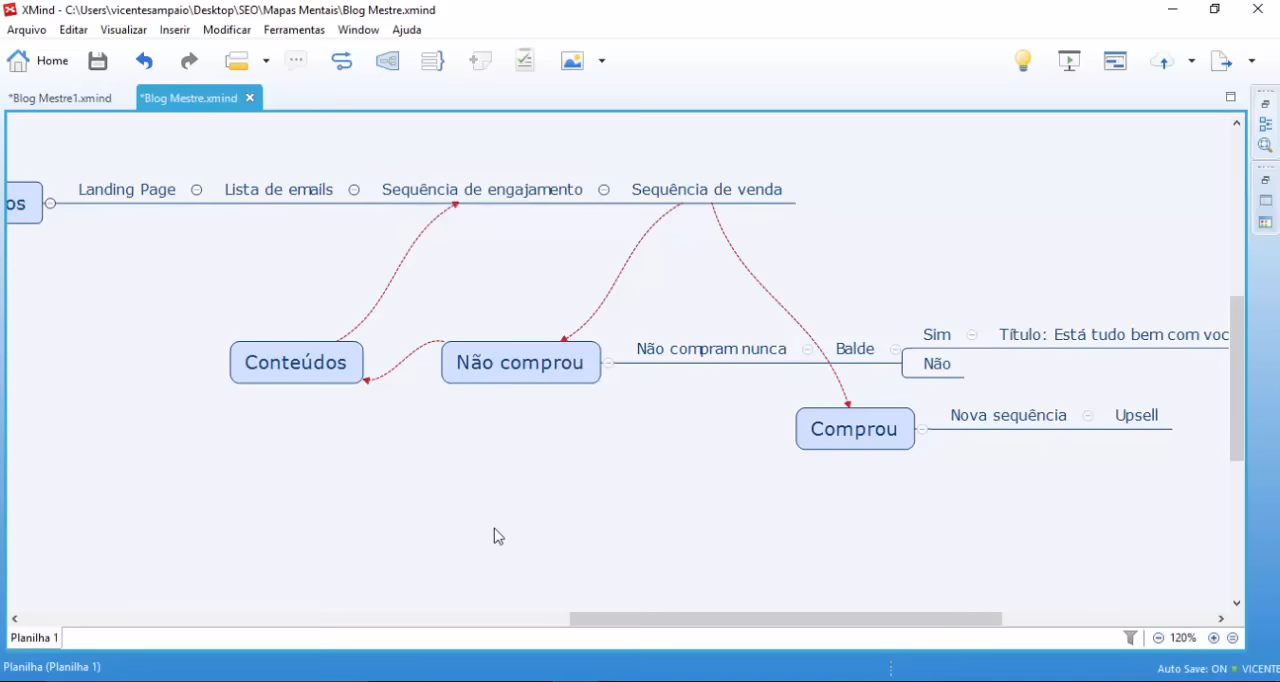 XMind - C:\Users\vicentesampaio\Desktop\SEO\Mapas Mentais\Blog Mestre.xmind
Arquivo Editar Visualizar Inserir Modificar Ferramentas Window Ajuda
Home
*Blog Mestre1.xmind *Blog Mestre.xmind
os Landing Page Lista de emails Sequência de engajamento Sequência de venda
Sim Título: Está tudo bem com voc
Conteúdos Não comprou Não compram nunca Balde
Não
Comprou Nova sequência Upsell
Planilha 1 120%
Planilha (Planilha 1) Auto Save: ON VICENTE